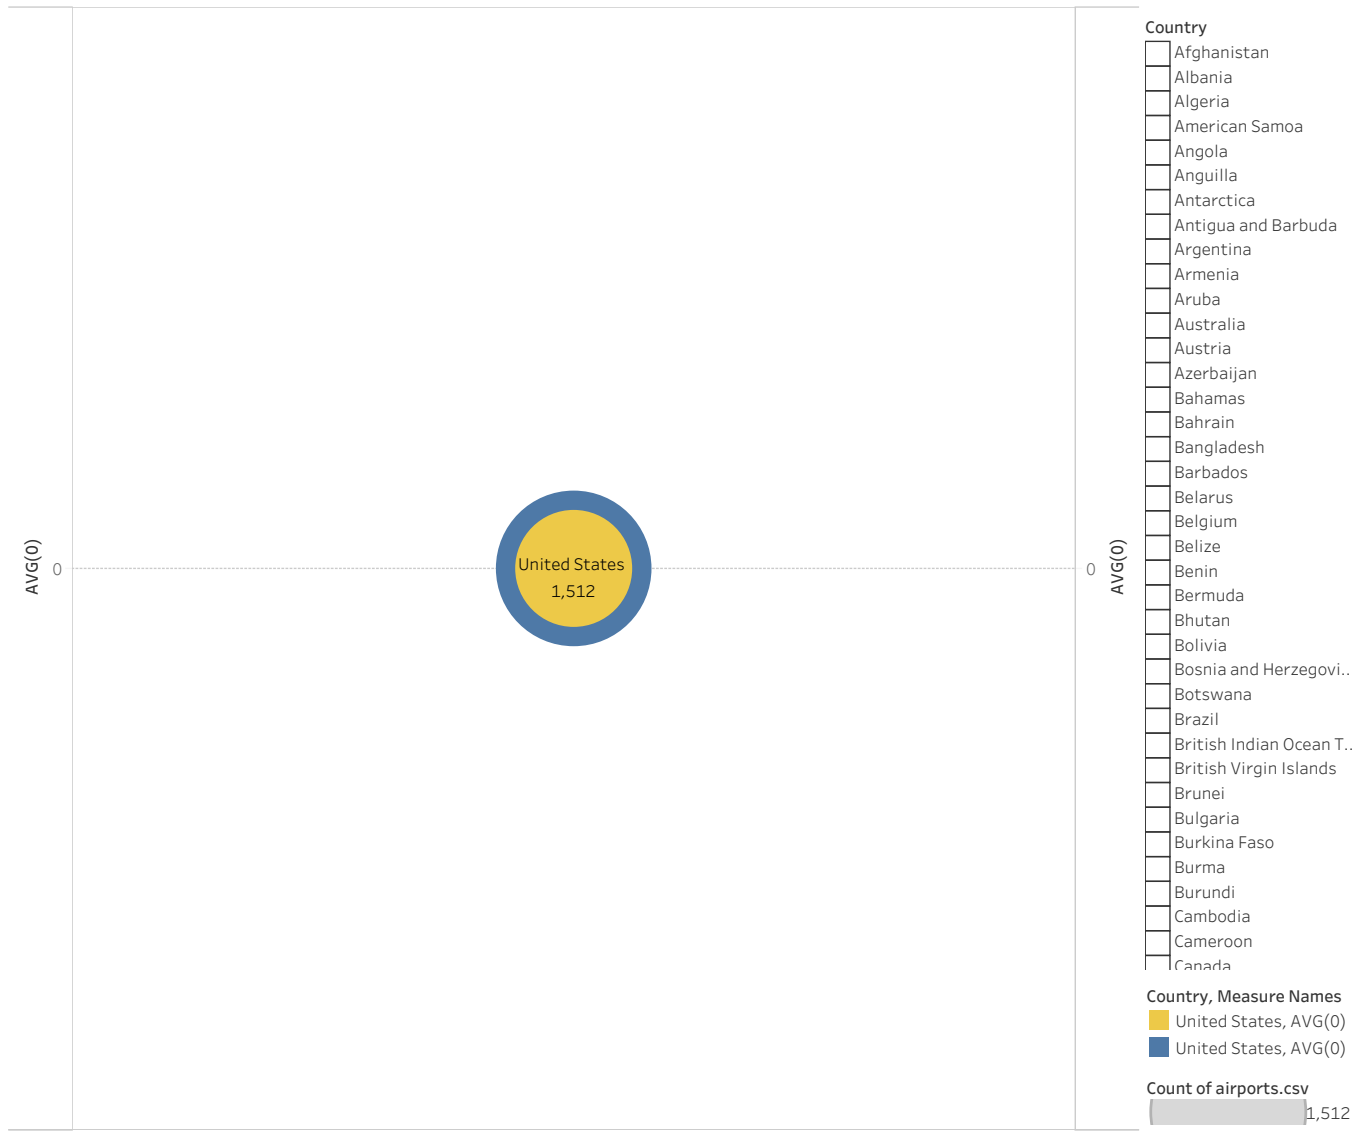 AVG(0)
0
United States
1,512
0
AVG(0)
Country
Afghanistan
Albania
Algeria
American Samoa
Angola
Anguilla
Antarctica
Antigua and Barbuda
Argentina
Armenia
Aruba
Australia
Austria
Azerbaijan
Bahamas
Bahrain
Bangladesh
Barbados
Belarus
Belgium
Belize
Benin
Bermuda
Bhutan
Bolivia
Bosnia and Herzegovi..
Botswana
Brazil
British Indian Ocean T..
British Virgin Islands
Brunei
Bulgaria
Burkina Faso
Burma
Burundi
Cambodia
Cameroon
Canada
Country, Measure Names
United States, AVG(0)
United States, AVG(0)
Count of airports.csv
1,512